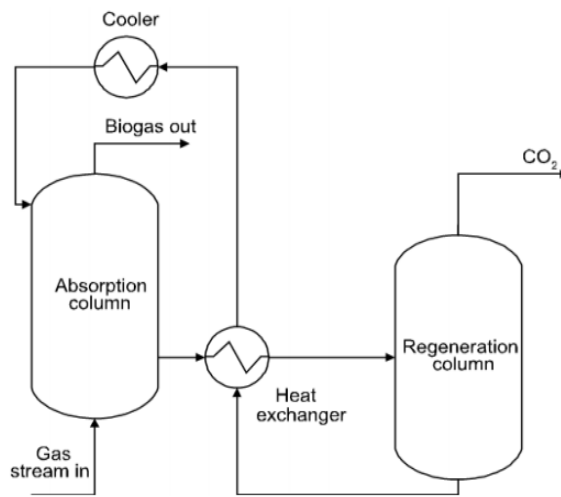 Cooler
Biogas out
CO₂
Absorption
column
Regeneration
column
Heat
exchanger
Gas
stream in